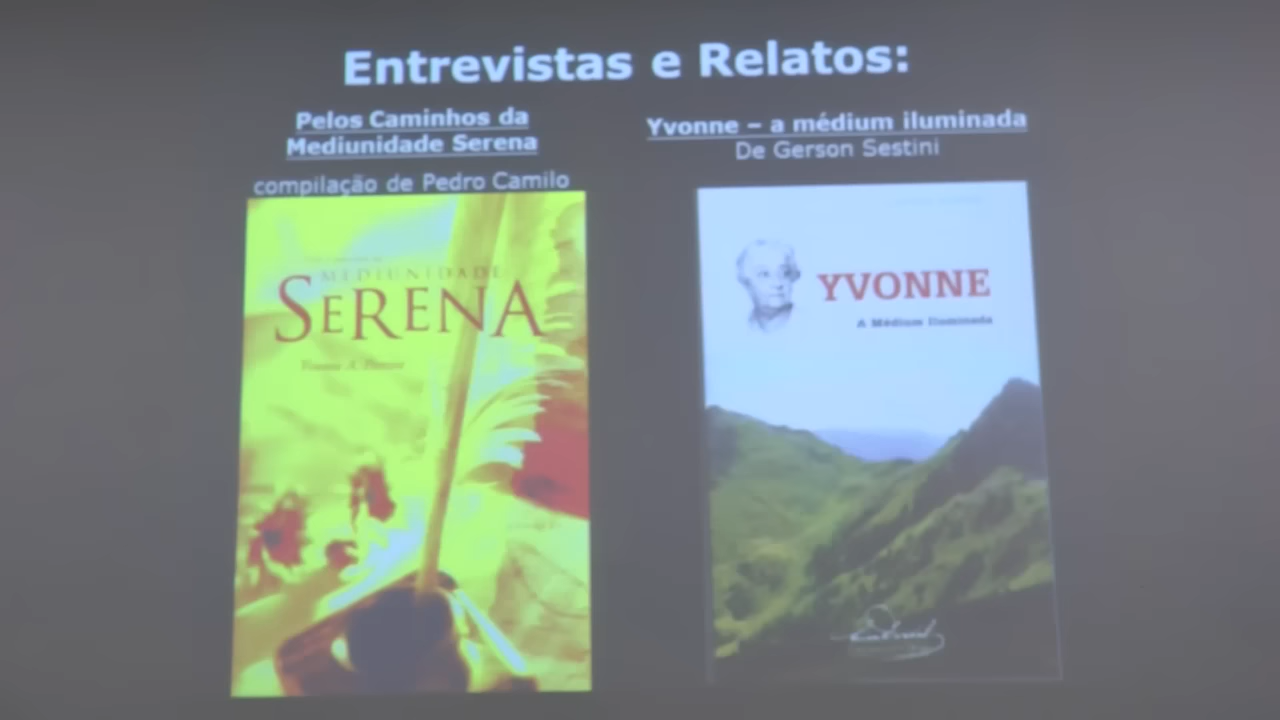 Entrevistas e Relatos:
Pelos Caminhos da
Mediunidade Serena
compilação de Pedro Camilo
Yvonne – a médium iluminada
De Gerson Sestini
MEDIUNIDADE
SERENA
YVONNE
A Médium Iluminada